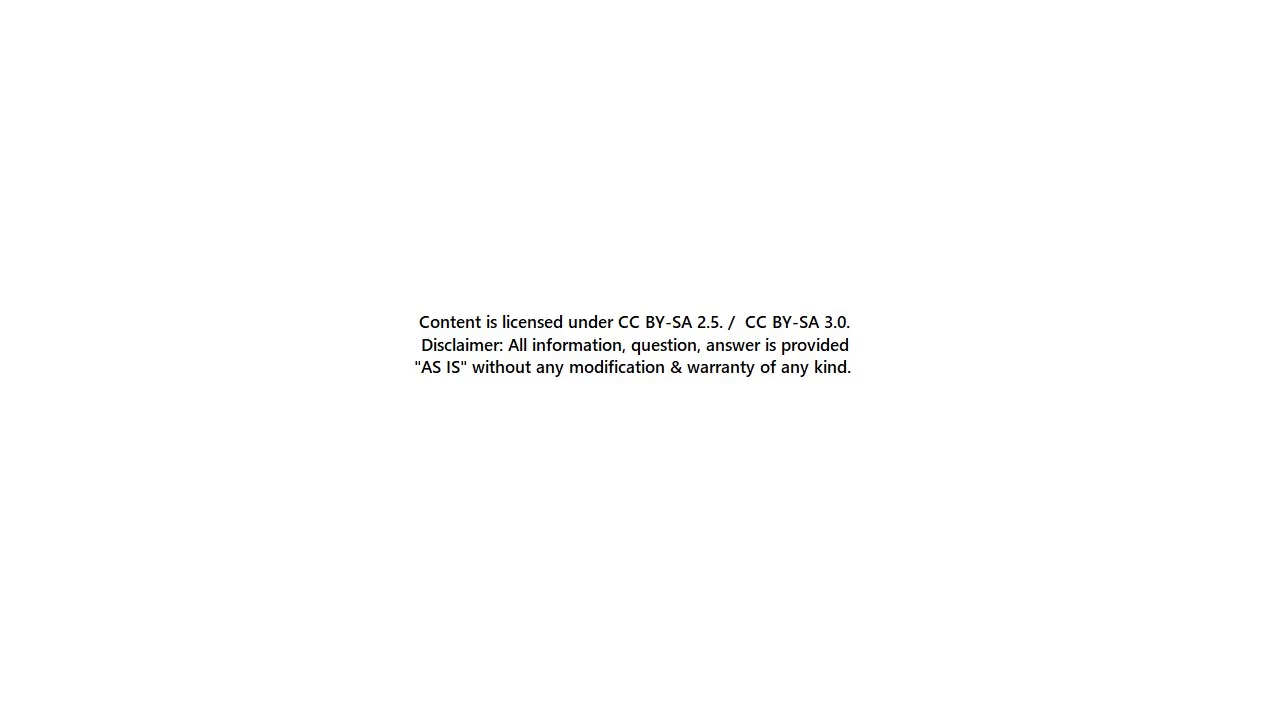 Content is licensed under CC BY-SA 2.5. /  CC BY-SA 3.0.
Disclaimer: All information, question, answer is provided
"AS IS" without any modification & warranty of any kind.